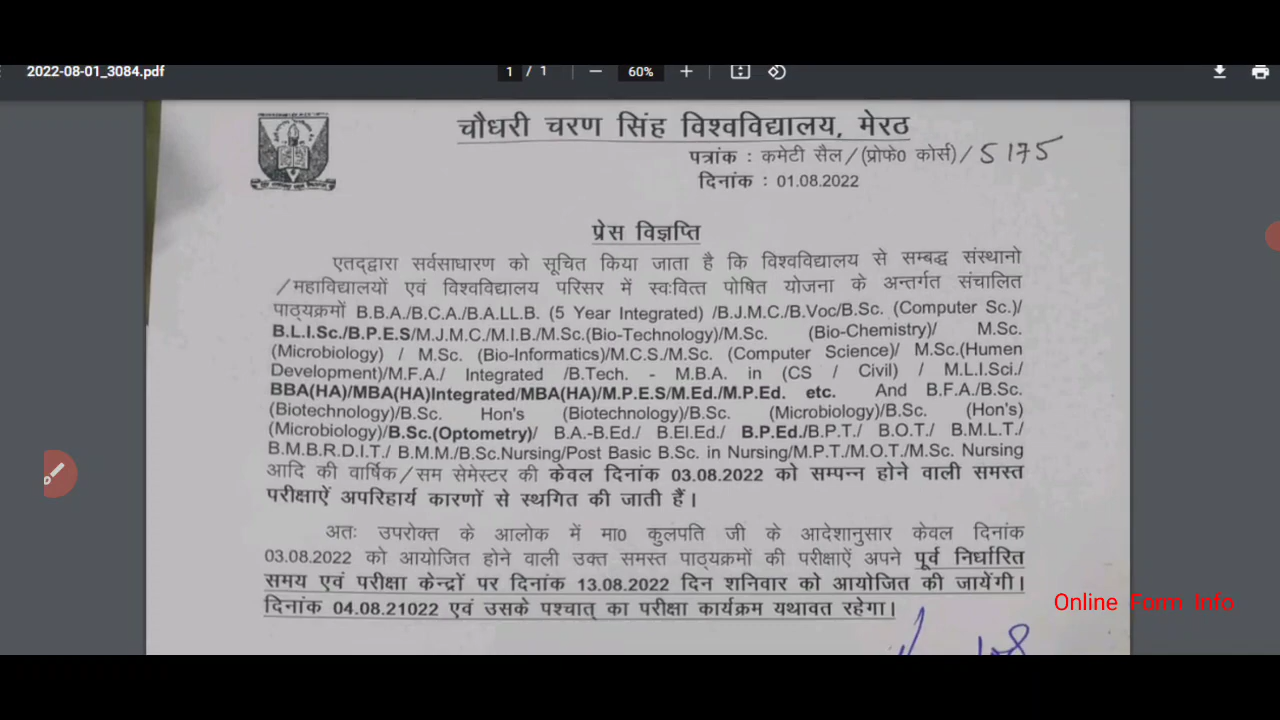 2022-08-01_3084.pdf
1 / 1
60%
चौधरी चरण सिंह विश्वविद्यालय, मेरठ
पत्रांक : कमेटी सैल/(प्रोफे0 कोर्स)/5175
दिनांक : 01.08.2022
प्रेस विज्ञप्ति
एतद्द्वारा सर्वसाधारण को सूचित किया जाता है कि विश्वविद्यालय से सम्बद्ध संस्थानो
/महाविद्यालयों एवं विश्वविद्यालय परिसर में स्वःवित्त पोषित योजना के अन्तर्गत संचालित
पाठ्यक्रमों B.B.A./B.C.A./B.A.LL.B. (5 Year Integrated) /B.J.M.C./B.Voc/B.Sc. (Computer Sc.)/
B.L.I.Sc./B.P.E.S/M.J.M.C./M.I.B./M.Sc.(Bio-Technology)/M.Sc. (Bio-Chemistry)/ M.Sc.
(Microbiology) / M.Sc. (Bio-Informatics)/M.C.S./M.Sc. (Computer Science)/ M.Sc.(Humen
Development)/M.F.A./ Integrated /B.Tech. - M.B.A. in (CS / Civil) / M.L.I.Sci./
BBA(HA)/MBA(HA)Integrated/MBA(HA)/M.P.E.S/M.Ed./M.P.Ed. etc. And B.F.A./B.Sc.
(Biotechnology)/B.Sc. Hon's (Biotechnology)/B.Sc. (Microbiology)/B.Sc. (Hon's)
(Microbiology)/B.Sc.(Optometry)/ B.A.-B.Ed./ B.El.Ed./ B.P.Ed./B.P.T./ B.O.T./ B.M.L.T./
B.M.B.R.D.I.T./ B.M.M./B.Sc.Nursing/Post Basic B.Sc. in Nursing/M.P.T./M.O.T./M.Sc. Nursing
आदि की वार्षिक/सम सेमेस्टर की केवल दिनांक 03.08.2022 को सम्पन्न होने वाली समस्त
परीक्षाऐं अपरिहार्य कारणों से स्थगित की जाती हैं।
अतः उपरोक्त के आलोक में मा0 कुलपति जी के आदेशानुसार केवल दिनांक
03.08.2022 को आयोजित होने वाली उक्त समस्त पाठ्यक्रमों की परीक्षाऐं अपने पूर्व निर्धारित
समय एवं परीक्षा केन्द्रों पर दिनांक 13.08.2022 दिन शनिवार को आयोजित की जायेंगी।
दिनांक 04.08.21022 एवं उसके पश्चात् का परीक्षा कार्यक्रम यथावत रहेगा।
Online Form Info